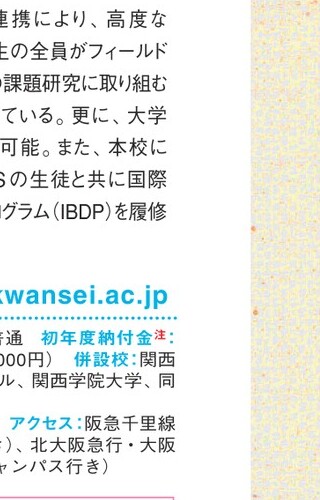 連携により、高度な
生の全員がフィールド
の課題研究に取り組む
ている。更に、大学
可能。また、本校に
Sの生徒と共に国際
ログラム(IBDP)を履修
kwansei.ac.jp
普通 初年度納付金注:
000円) 併設校:関西
ル、関西学院大学、同
アクセス:阪急千里線
)、北大阪急行・大阪
ャンパス行き)